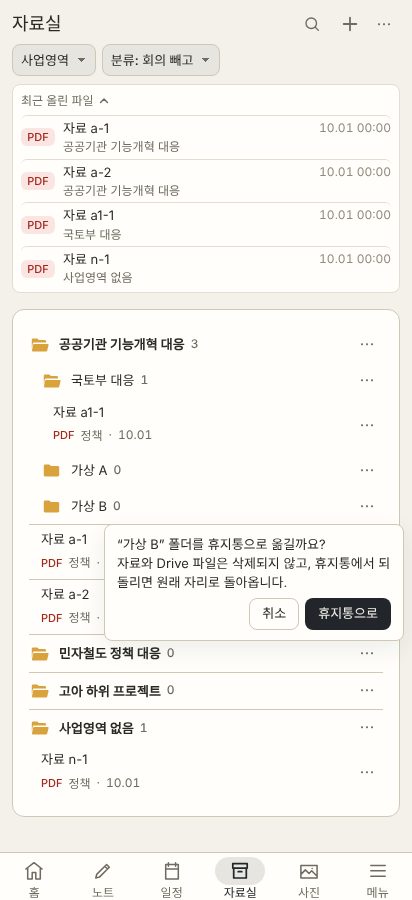 자료실
사업영역
분류: 회의 빼고
최근 올린 파일
PDF 자료 a-1 10.01 00:00
공공기관 기능개혁 대응
PDF 자료 a-2 10.01 00:00
공공기관 기능개혁 대응
PDF 자료 a1-1 10.01 00:00
국토부 대응
PDF 자료 n-1 10.01 00:00
사업영역 없음
공공기관 기능개혁 대응 3
국토부 대응 1
자료 a1-1
PDF 정책 · 10.01
가상 A 0
가상 B 0
자료 a-1
PDF 정책 ·
자료 a-2
PDF 정책 ·
“가상 B” 폴더를 휴지통으로 옮길까요?
자료와 Drive 파일은 삭제되지 않고, 휴지통에서 되
돌리면 원래 자리로 돌아옵니다.
취소
휴지통으로
민자철도 정책 대응 0
고아 하위 프로젝트 0
사업영역 없음 1
자료 n-1
PDF 정책 · 10.01
홈
노트
일정
자료실
사진
메뉴